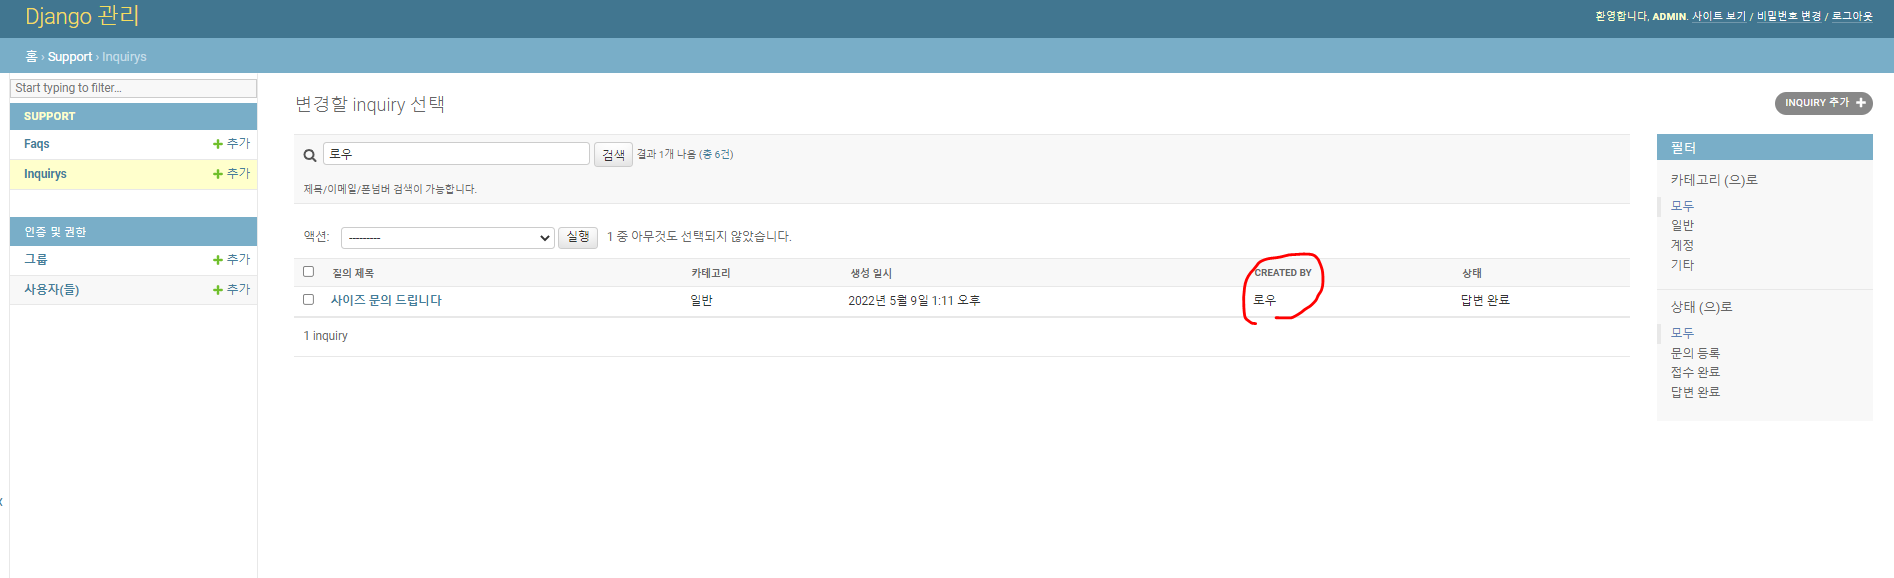 Django 관리
환영합니다, ADMIN. 사이트 보기 / 비밀번호 변경 / 로그아웃
홈 › Support › Inquirys
Start typing to filter...
SUPPORT
Faqs + 추가
Inquirys + 추가
인증 및 권한
그룹 + 추가
사용자(들) + 추가
변경할 inquiry 선택
INQUIRY 추가 +
로우 검색 결과 1개 나옴 (총 6건)
제목/이메일/폰넘버 검색이 가능합니다.
액션: --------- 실행 1 중 아무것도 선택되지 않았습니다.
질의 제목 카테고리 생성 일시 CREATED BY 상태
사이즈 문의 드립니다 일반 2022년 5월 9일 1:11 오후 로우 답변 완료
1 inquiry
필터
카테고리 (으)로
모두
일반
계정
기타
상태 (으)로
모두
문의 등록
접수 완료
답변 완료